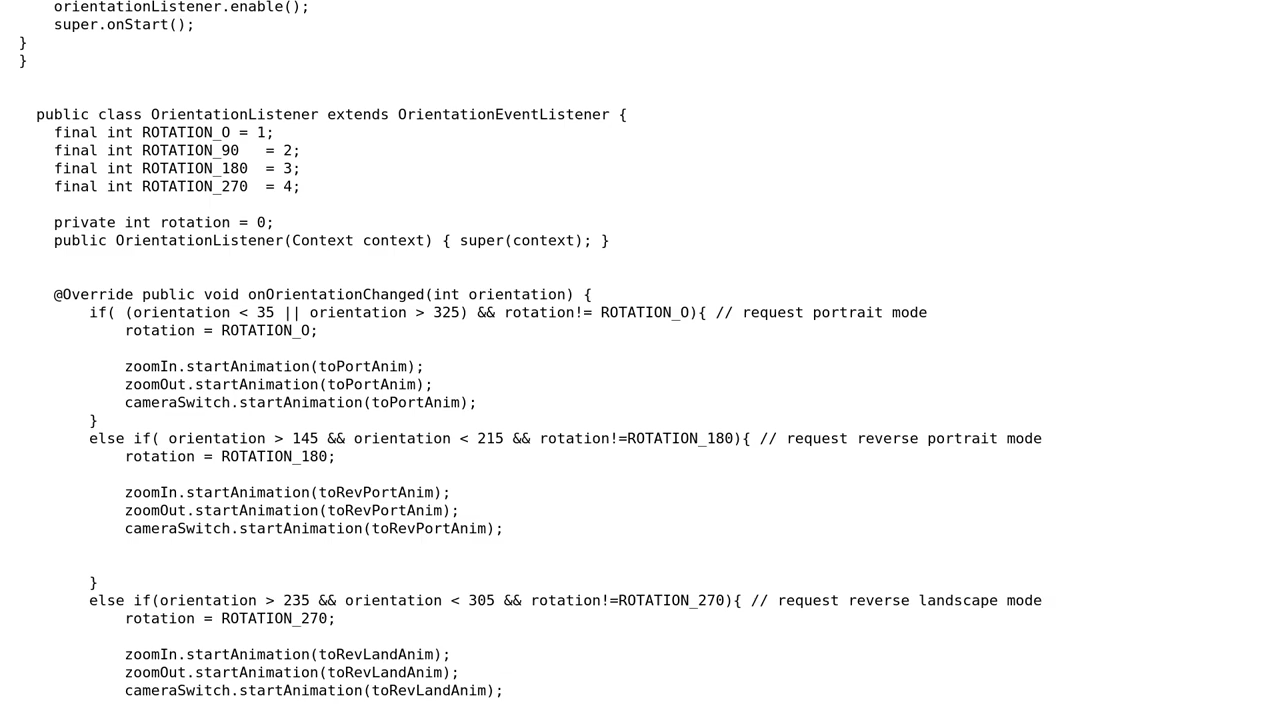 orientationListener.enable();
    super.onStart();
}
}
  public class OrientationListener extends OrientationEventListener {
    final int ROTATION_O = 1;
    final int ROTATION_90   = 2;
    final int ROTATION_180  = 3;
    final int ROTATION_270  = 4;
    private int rotation = 0;
    public OrientationListener(Context context) { super(context); }
    @Override public void onOrientationChanged(int orientation) {
        if( (orientation < 35 || orientation > 325) && rotation!= ROTATION_O){ // request portrait mode
            rotation = ROTATION_O;
            zoomIn.startAnimation(toPortAnim);
            zoomOut.startAnimation(toPortAnim);
            cameraSwitch.startAnimation(toPortAnim);
        }
        else if( orientation > 145 && orientation < 215 && rotation!=ROTATION_180){ // request reverse portrait mode
            rotation = ROTATION_180;
            zoomIn.startAnimation(toRevPortAnim);
            zoomOut.startAnimation(toRevPortAnim);
            cameraSwitch.startAnimation(toRevPortAnim);
        }
        else if(orientation > 235 && orientation < 305 && rotation!=ROTATION_270){ // request reverse landscape mode
            rotation = ROTATION_270;
            zoomIn.startAnimation(toRevLandAnim);
            zoomOut.startAnimation(toRevLandAnim);
            cameraSwitch.startAnimation(toRevLandAnim);